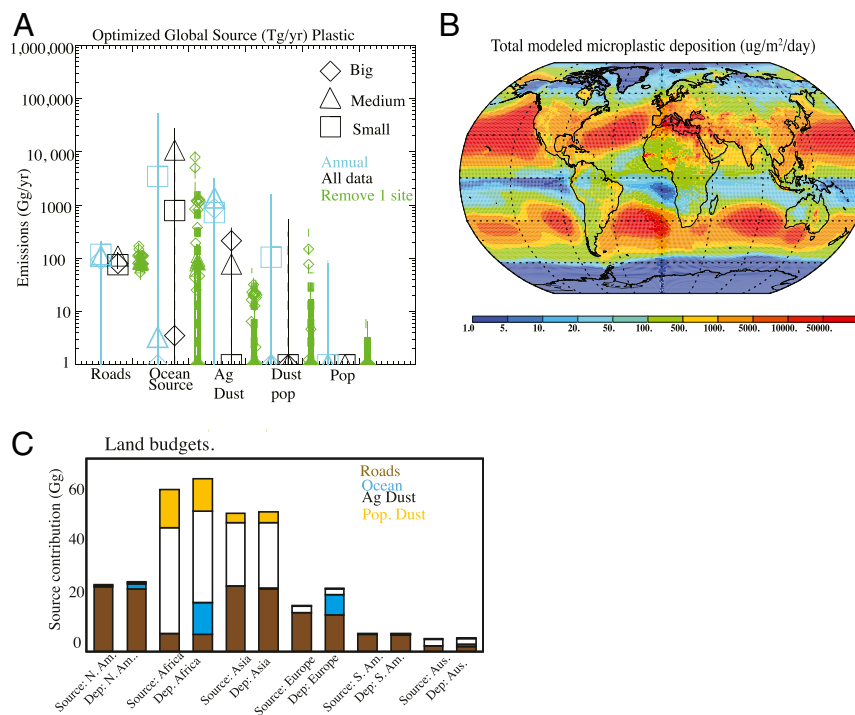 A
Optimized Global Source (Tg/yr) Plastic
1,000,000
100,000
10,000
1000
100
10
1
Emissions (Gg/yr)
Big
Medium
Small
Annual
All data
Remove 1 site
Roads
Ocean
Source
Ag
Dust
Dust
pop
Pop
B
Total modeled microplastic deposition (ug/m²/day)
1.0 5. 10. 20. 50. 100. 500. 1000. 5000. 10000. 50000.
C
Land budgets.
Source contribution (Gg)
60
40
20
0
Roads
Ocean
Ag Dust
Pop. Dust
Source: N. Am.
Dep: N. Am..
Source: Africa
Dep: Africa
Source: Asia
Dep: Asia
Source: Europe
Dep: Europe
Source: S. Am.
Dep: S. Am.
Source: Aus.
Dep: Aus.